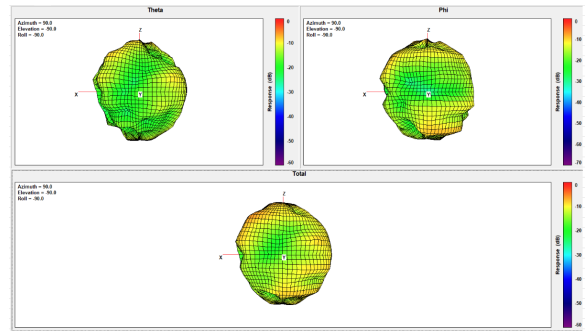 Theta
Azimuth = 90.0
Elevation = -90.0
Roll = -90.0
Z
X
Y
0
-10
-20
-30
-40
-50
-60
Response (dB)
Phi
Azimuth = 90.0
Elevation = -90.0
Roll = -90.0
Z
X
Y
0
-10
-20
-30
-40
-50
-60
-70
Response (dB)
Total
Azimuth = 90.0
Elevation = -90.0
Roll = -90.0
Z
X
Y
0
-10
-20
-30
-40
-50
-60
Response (dB)